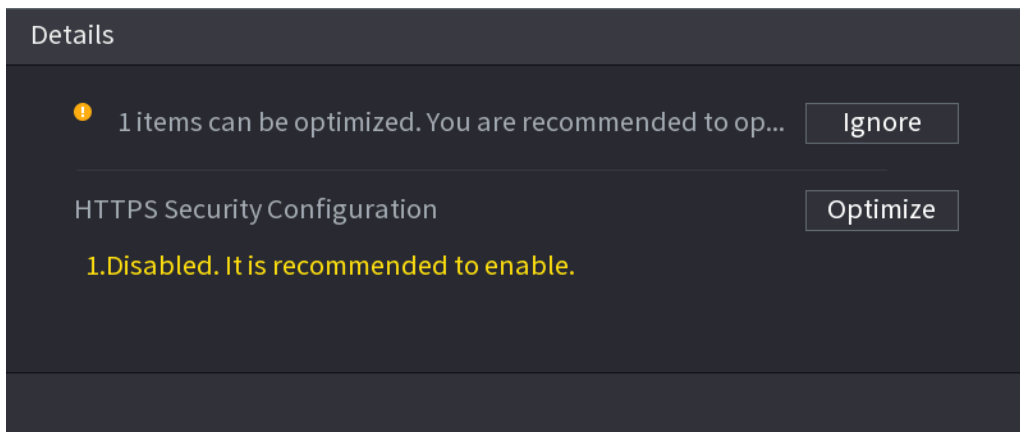 Details
1 items can be optimized. You are recommended to op... Ignore
HTTPS Security Configuration Optimize
1.Disabled. It is recommended to enable.